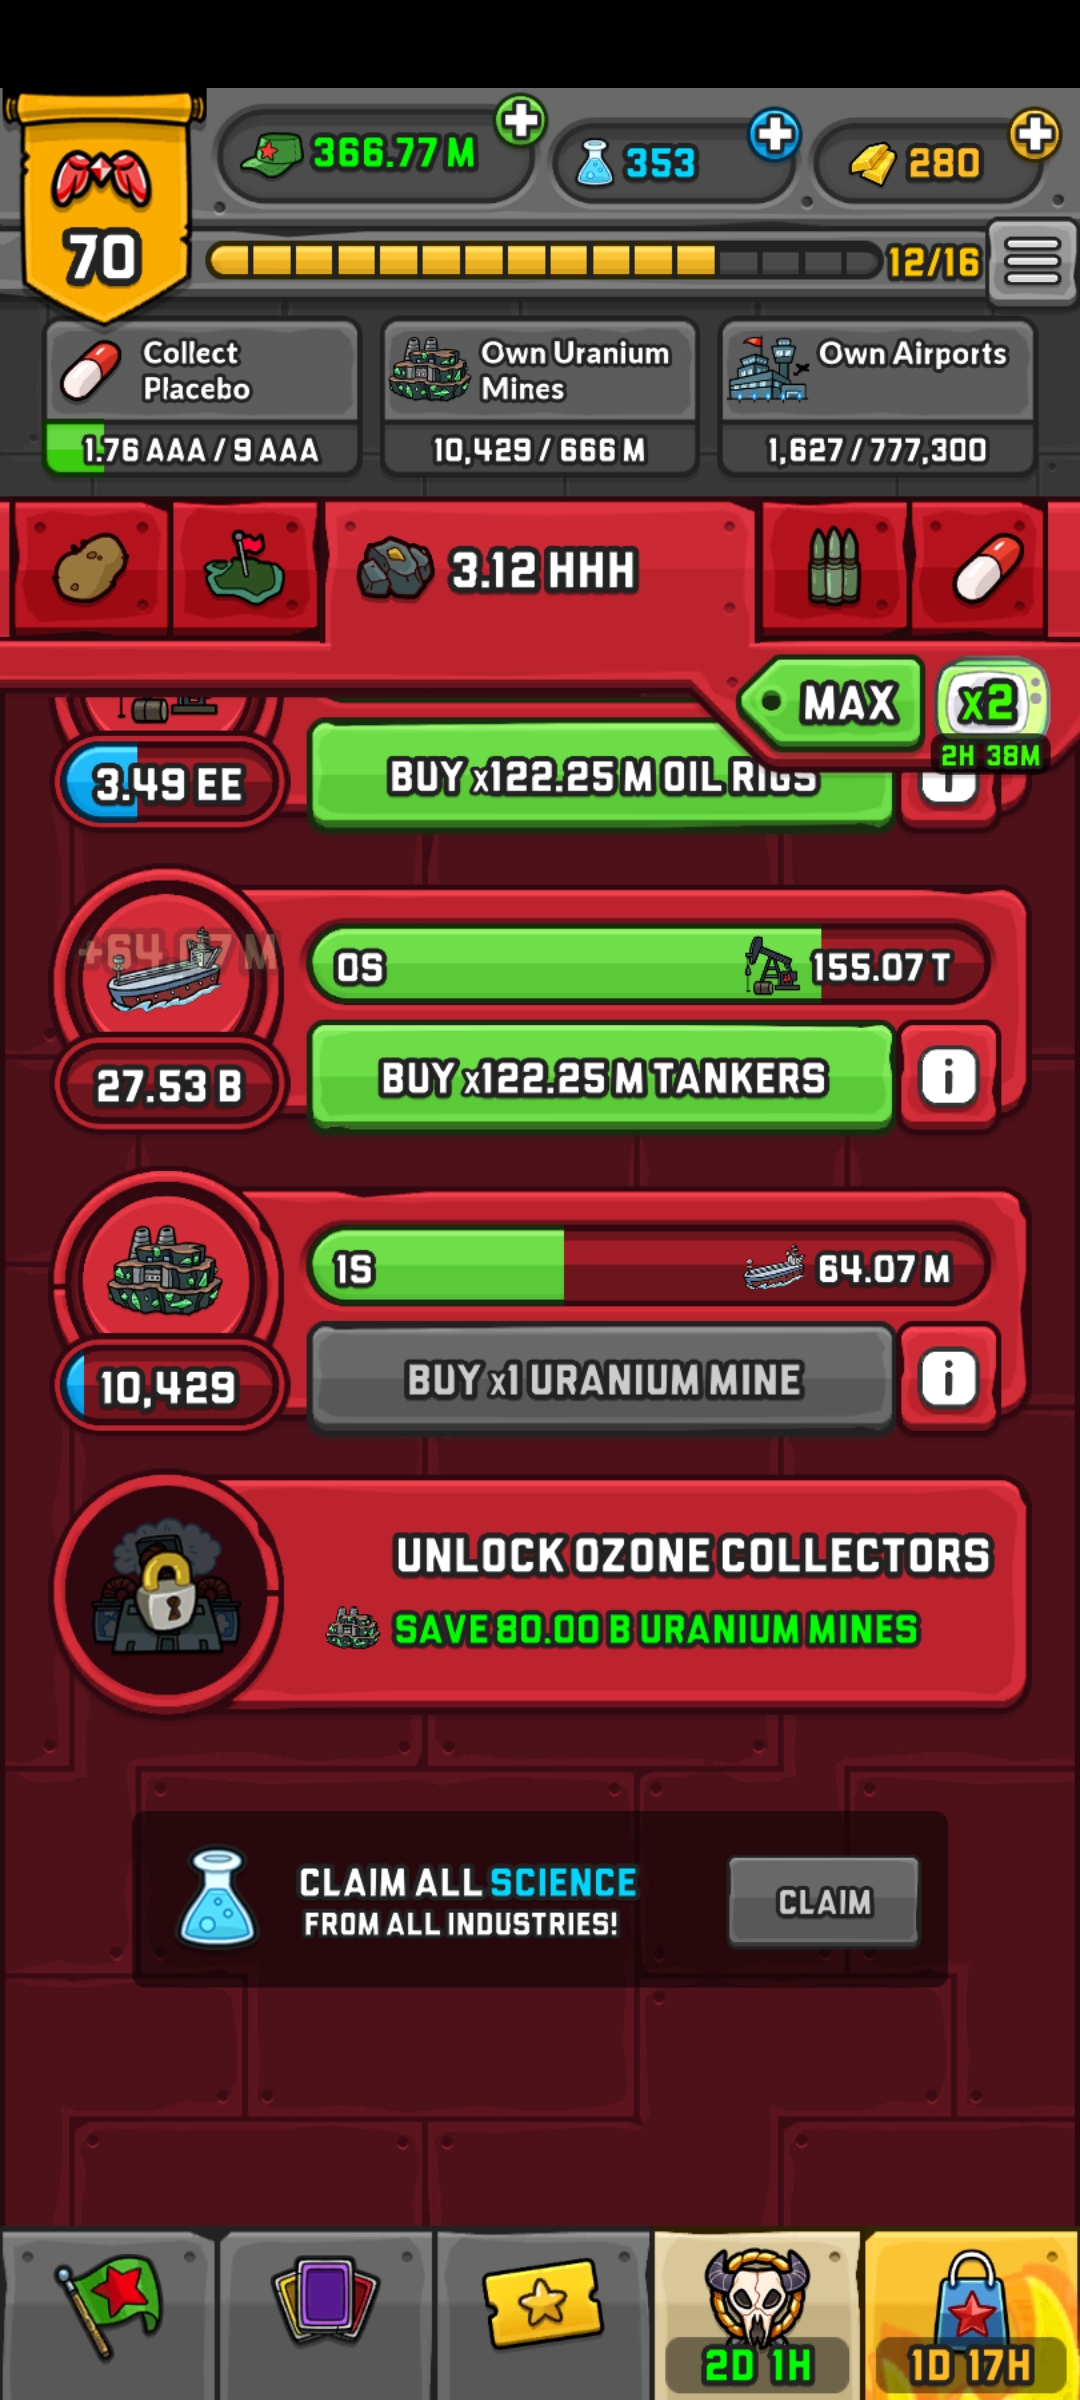 366.77 M
353
280
70
12/16
Collect
Placebo
1.76 AAA / 9 AAA
Own Uranium
Mines
10,429 / 666 M
Own Airports
1,627 / 777,300
3.12 HHH
MAX
x2
2H 38M
3.49 EE
BUY x122.25 M OIL RIGS
+64.07 M
0S
155.07 T
27.53 B
BUY x122.25 M TANKERS
i
1S
64.07 M
10,429
BUY x1 URANIUM MINE
i
UNLOCK OZONE COLLECTORS
SAVE 80.00 B URANIUM MINES
CLAIM ALL SCIENCE
FROM ALL INDUSTRIES!
CLAIM
2D 1H
1D 17H